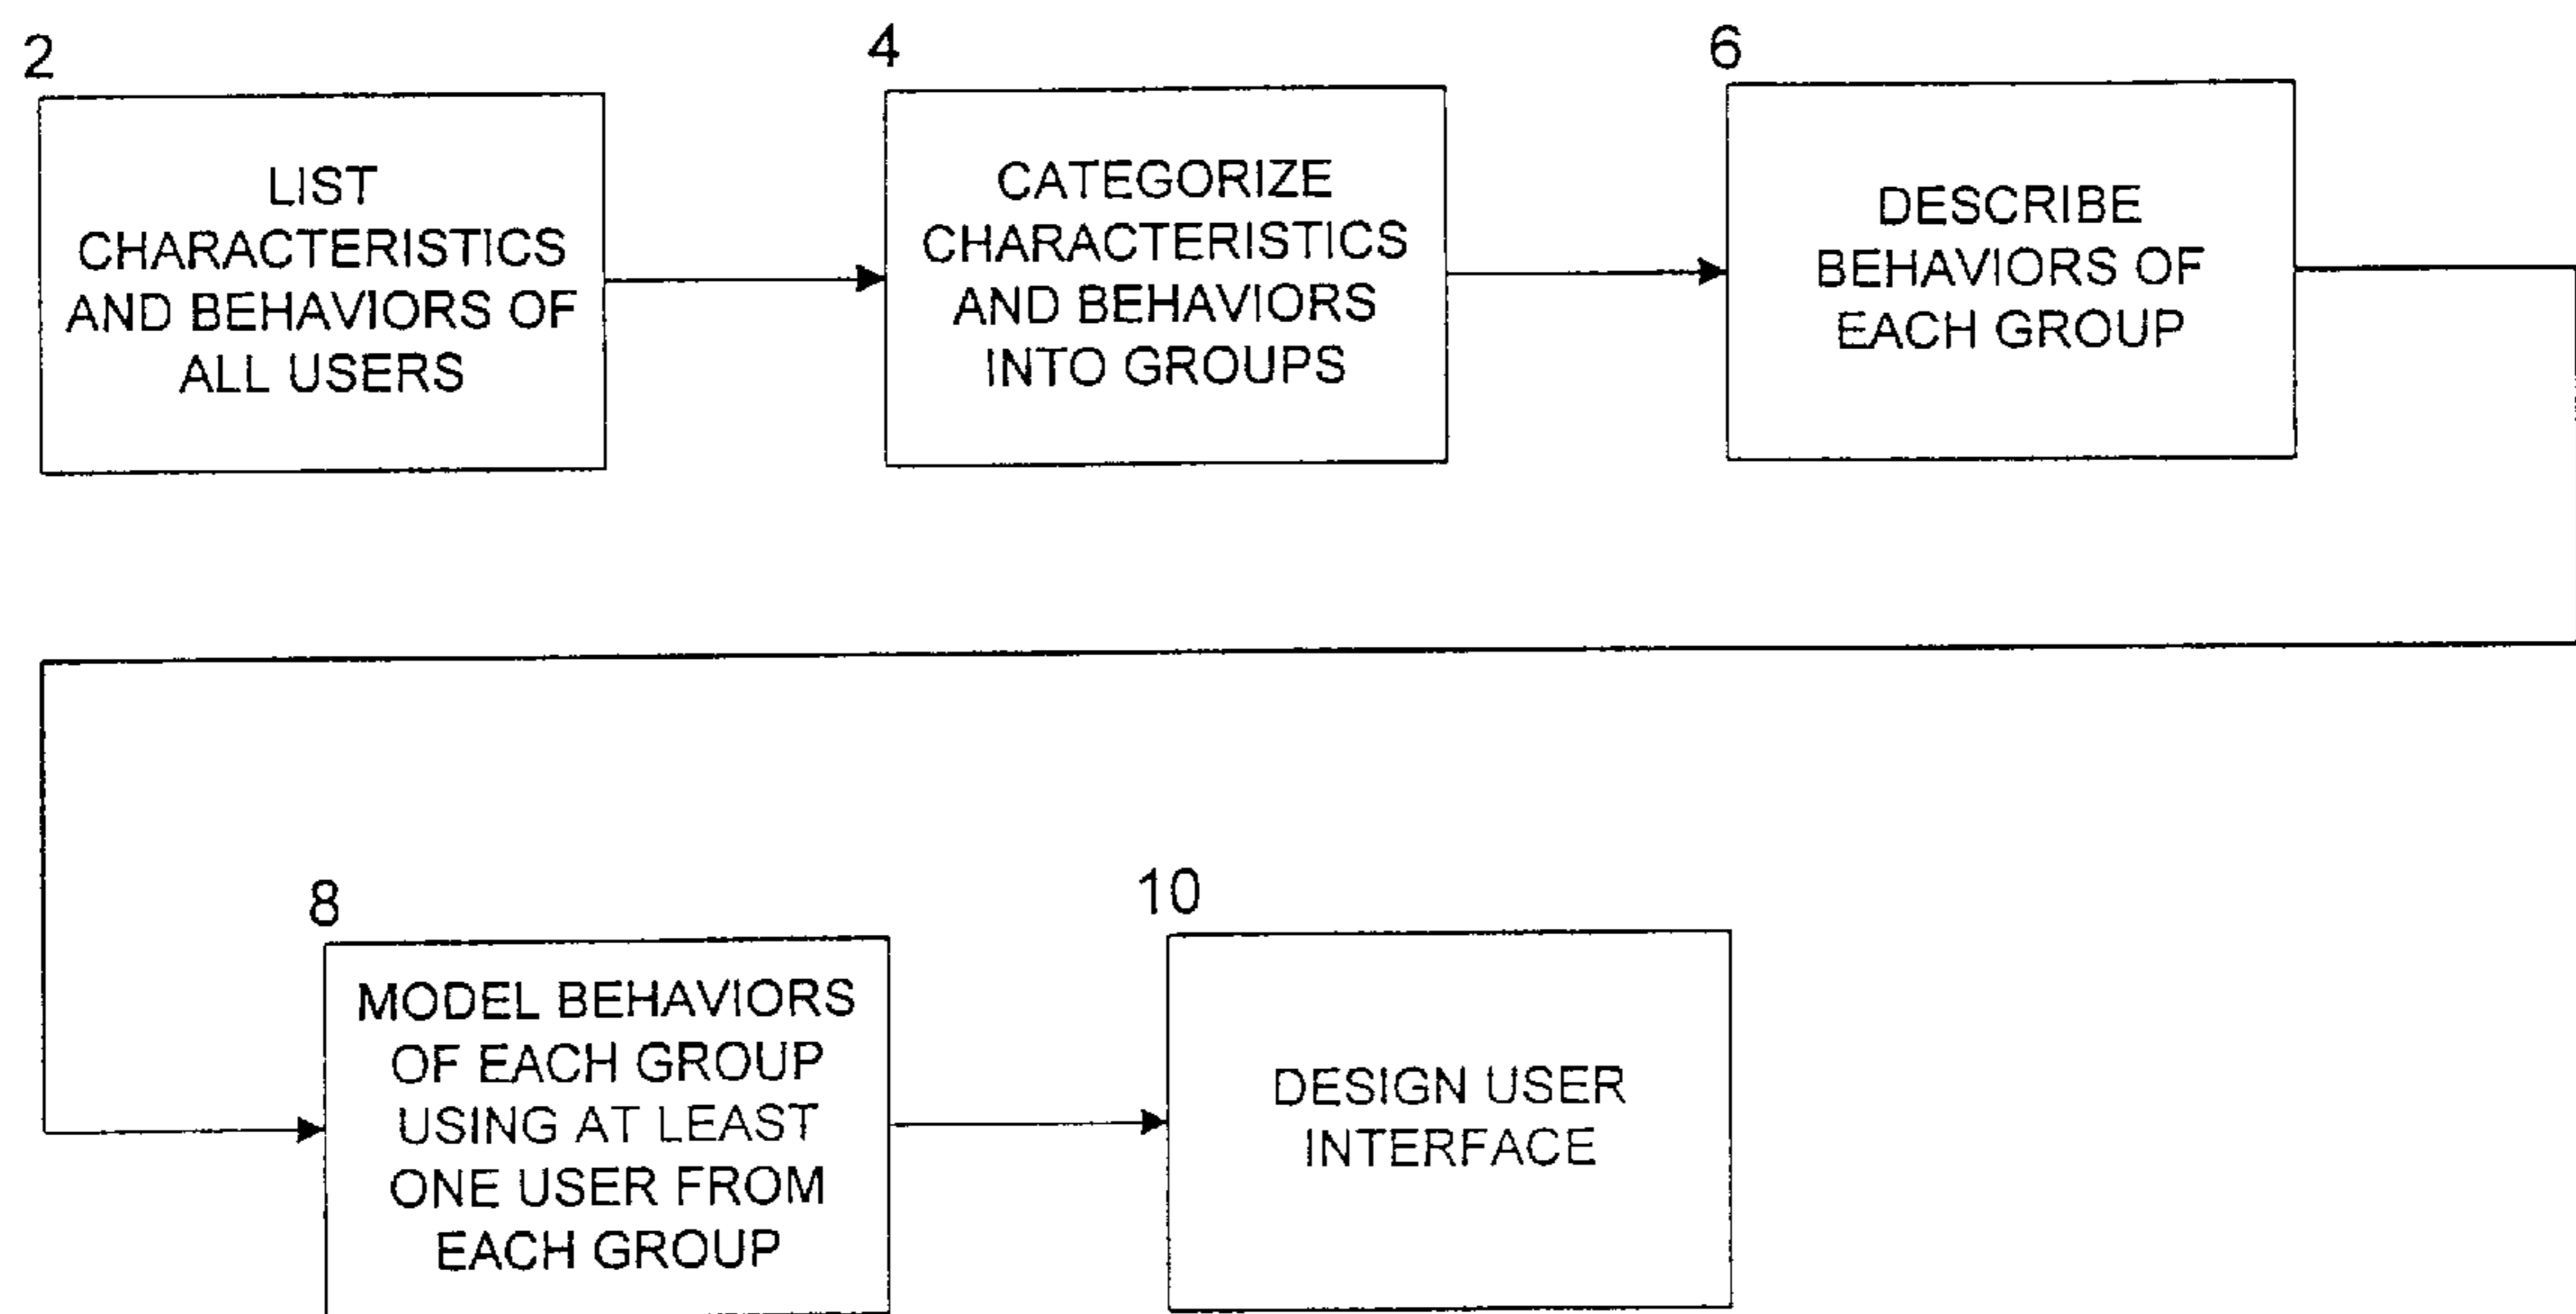 2
LIST
CHARACTERISTICS
AND BEHAVIORS OF
ALL USERS
4
CATEGORIZE
CHARACTERISTICS
AND BEHAVIORS
INTO GROUPS
6
DESCRIBE
BEHAVIORS OF
EACH GROUP
8
MODEL BEHAVIORS
OF EACH GROUP
USING AT LEAST
ONE USER FROM
EACH GROUP
10
DESIGN USER
INTERFACE